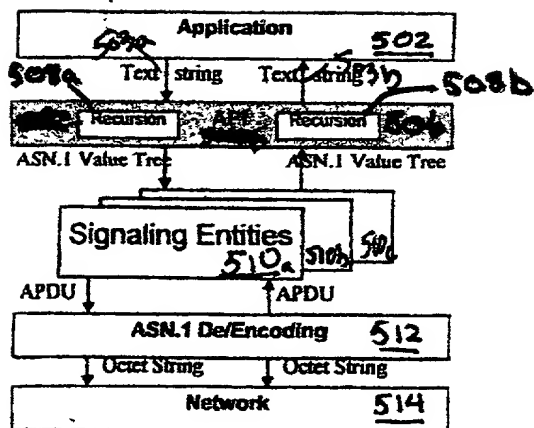 Application
502
Text string Text string
508a
508b
Recursion API Recursion 506
ASN.1 Value Tree ASN.1 Value Tree
Signaling Entities
510a 510b 510c
APDU APDU
ASN.1 De/Encoding 512
Octet String Octet String
Network 514